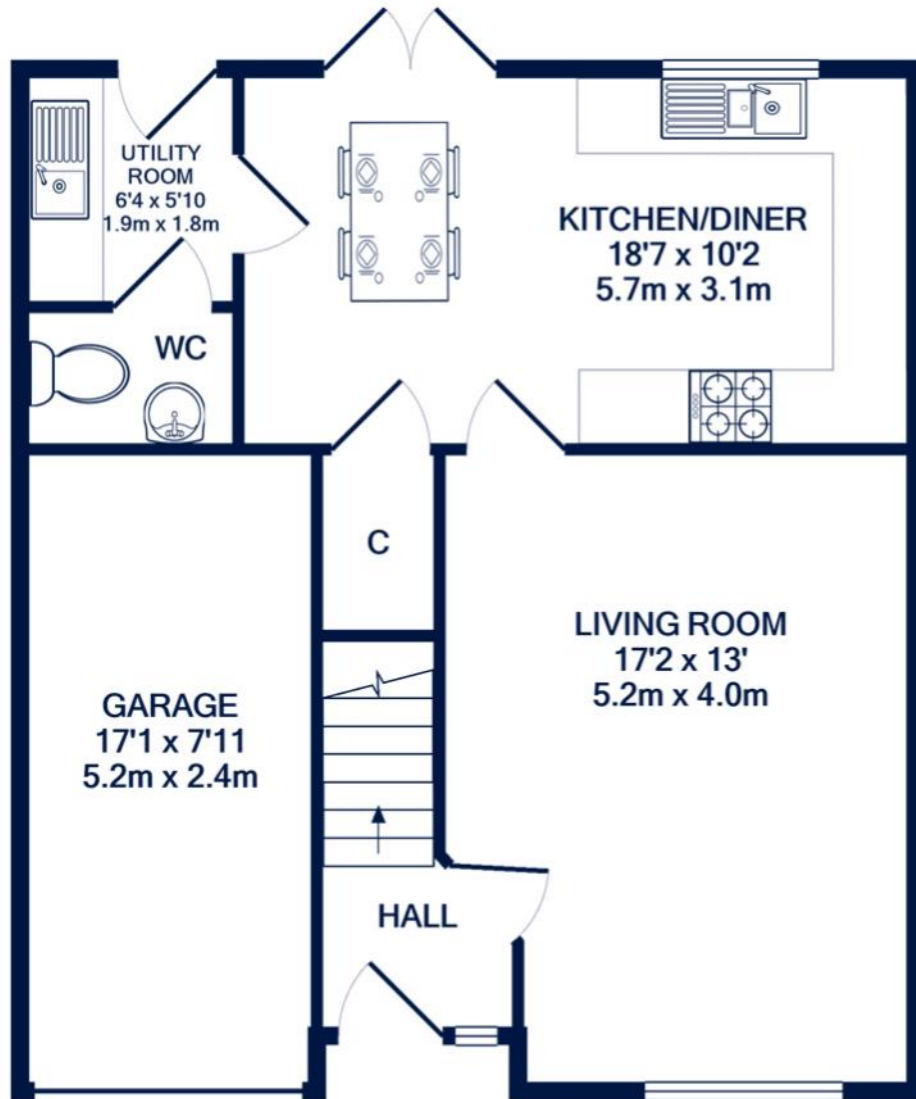 UTILITY
ROOM
6'4 x 5'10
1.9m x 1.8m
KITCHEN/DINER
18'7 x 10'2
5.7m x 3.1m
WC
C
LIVING ROOM
17'2 x 13'
5.2m x 4.0m
GARAGE
17'1 x 7'11
5.2m x 2.4m
HALL